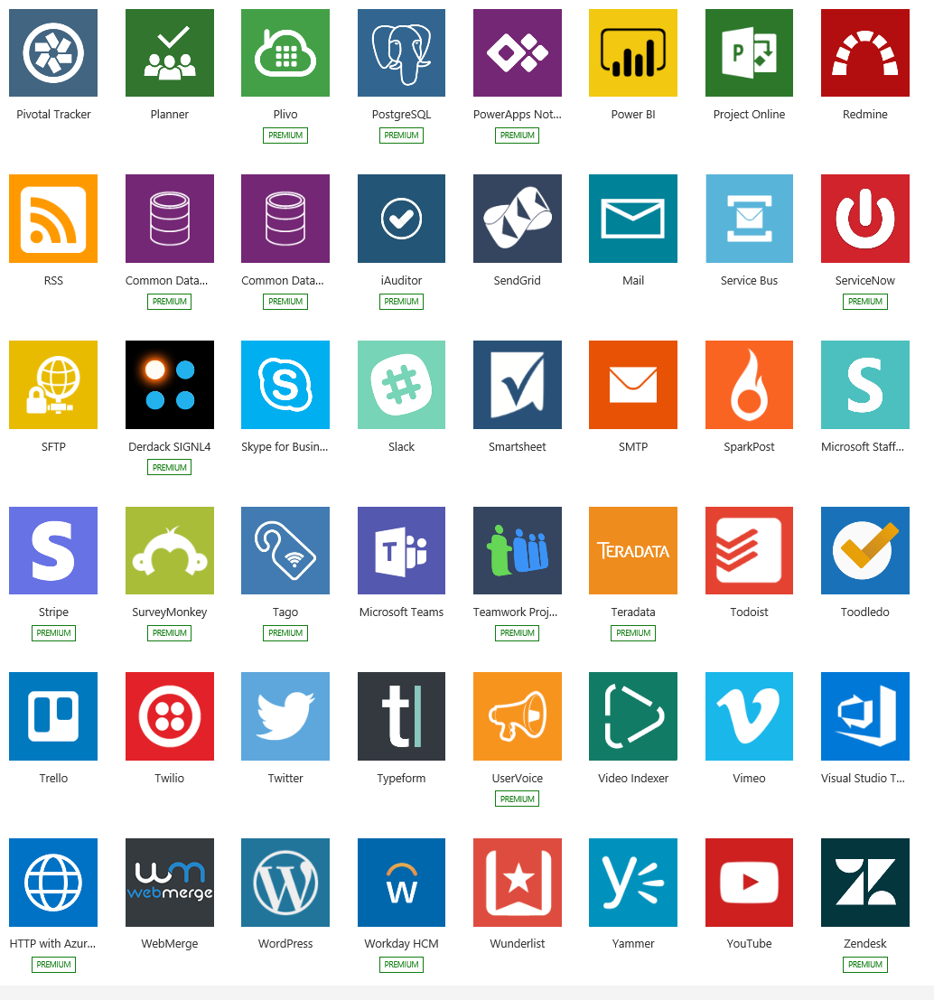 Pivotal Tracker
Planner
Plivo
PostgreSQL
PowerApps Not...
Power BI
Project Online
Redmine
PREMIUM
PREMIUM
PREMIUM
RSS
Common Data...
Common Data...
iAuditor
SendGrid
Mail
Service Bus
ServiceNow
PREMIUM
PREMIUM
PREMIUM
PREMIUM
SFTP
Derdack SIGNL4
Skype for Busin...
Slack
Smartsheet
SMTP
SparkPost
Microsoft Staff...
PREMIUM
TERADATA
Stripe
SurveyMonkey
Tago
Microsoft Teams
Teamwork Proj...
Teradata
Todoist
Toodledo
PREMIUM
PREMIUM
PREMIUM
PREMIUM
PREMIUM
Trello
Twilio
Twitter
Typeform
UserVoice
Video Indexer
Vimeo
Visual Studio T...
PREMIUM
wm
webmerge
HTTP with Azur...
WebMerge
WordPress
Workday HCM
Wunderlist
Yammer
YouTube
Zendesk
PREMIUM
PREMIUM
PREMIUM